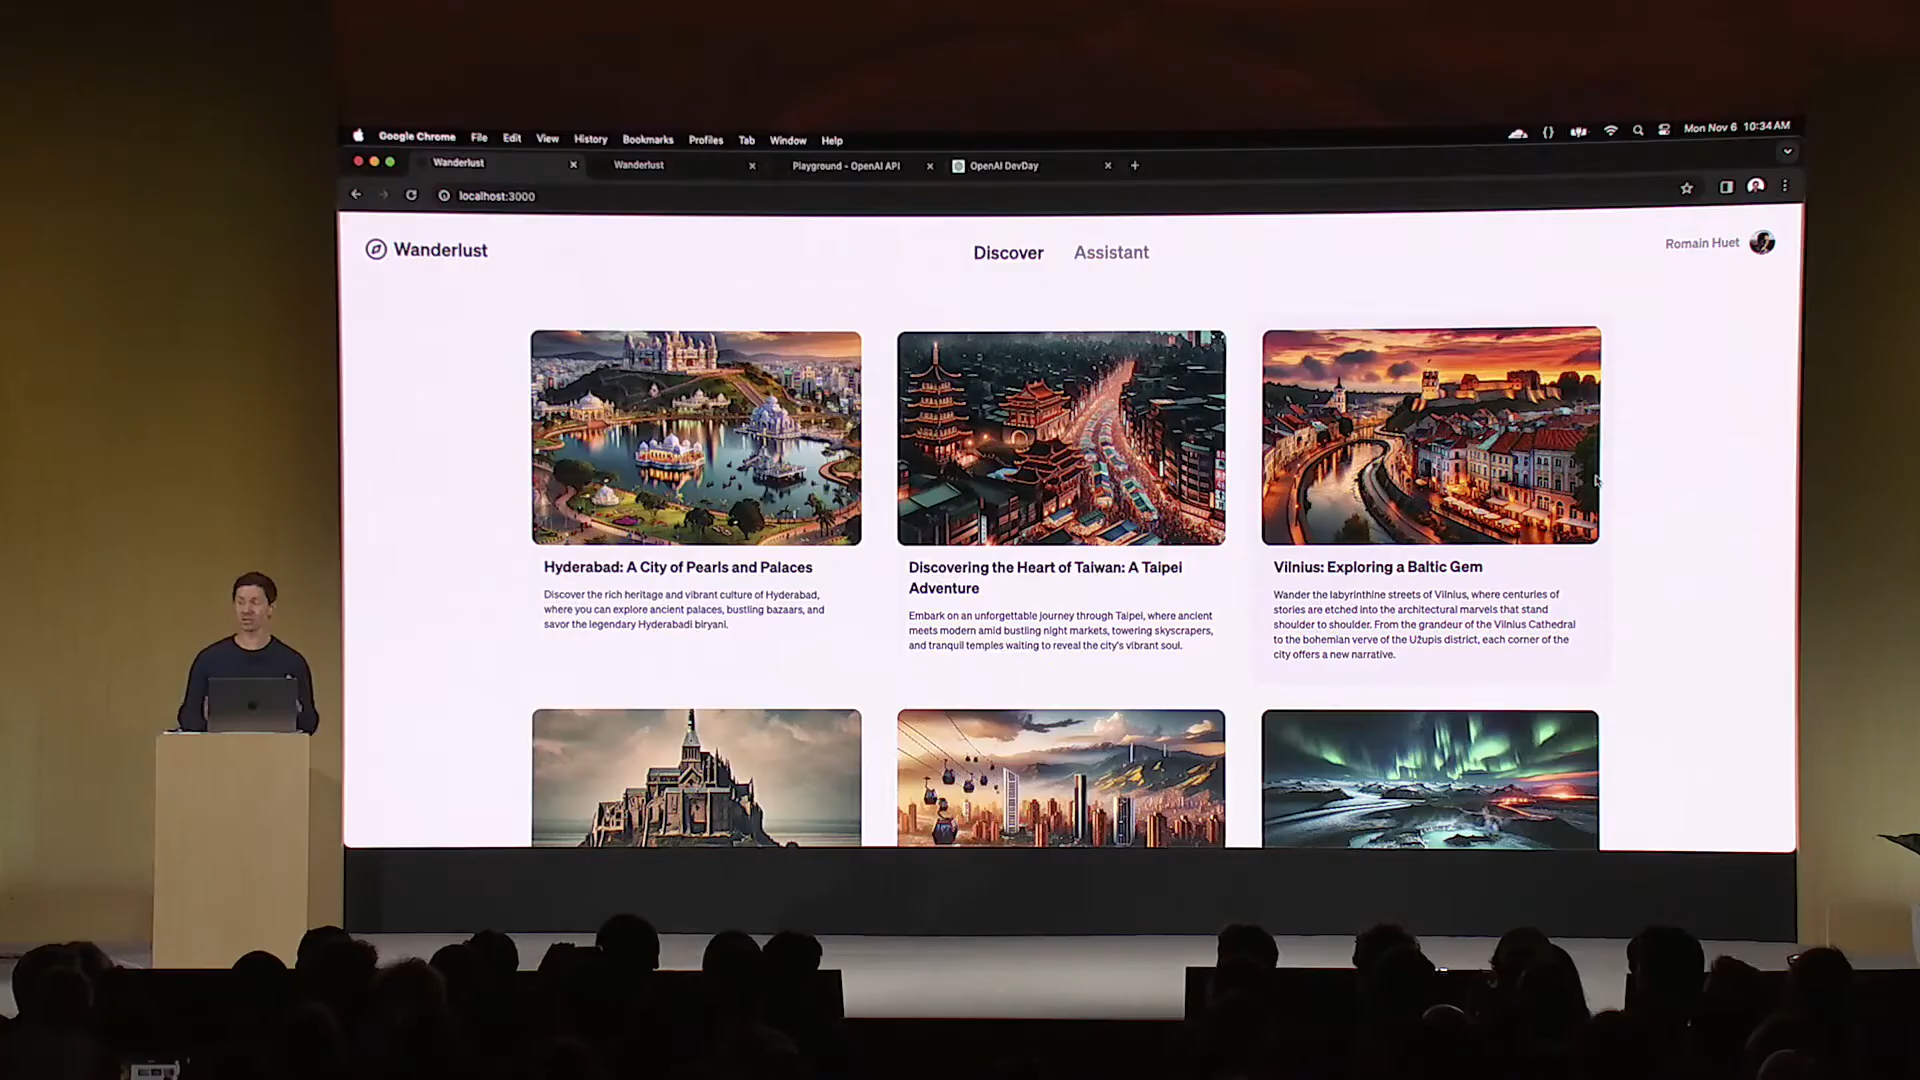 Google Chrome File Edit View History Bookmarks Profiles Tab Window Help
Mon Nov 6 10:34 AM
Wanderlust
Wanderlust
Playground - OpenAI API
OpenAI DevDay
localhost:3000
Wanderlust
Discover
Assistant
Romain Huet
Hyderabad: A City of Pearls and Palaces
Discover the rich heritage and vibrant culture of Hyderabad,
where you can explore ancient palaces, bustling bazaars, and
savor the legendary Hyderabadi biryani.
Discovering the Heart of Taiwan: A Taipei
Adventure
Embark on an unforgettable journey through Taipei, where ancient
meets modern amid bustling night markets, towering skyscrapers,
and tranquil temples waiting to reveal the city's vibrant soul.
Vilnius: Exploring a Baltic Gem
Wander the labyrinthine streets of Vilnius, where centuries of
stories are etched into the architectural marvels that stand
shoulder to shoulder. From the grandeur of the Vilnius Cathedral
to the bohemian verve of the Užupis district, each corner of the
city offers a new narrative.